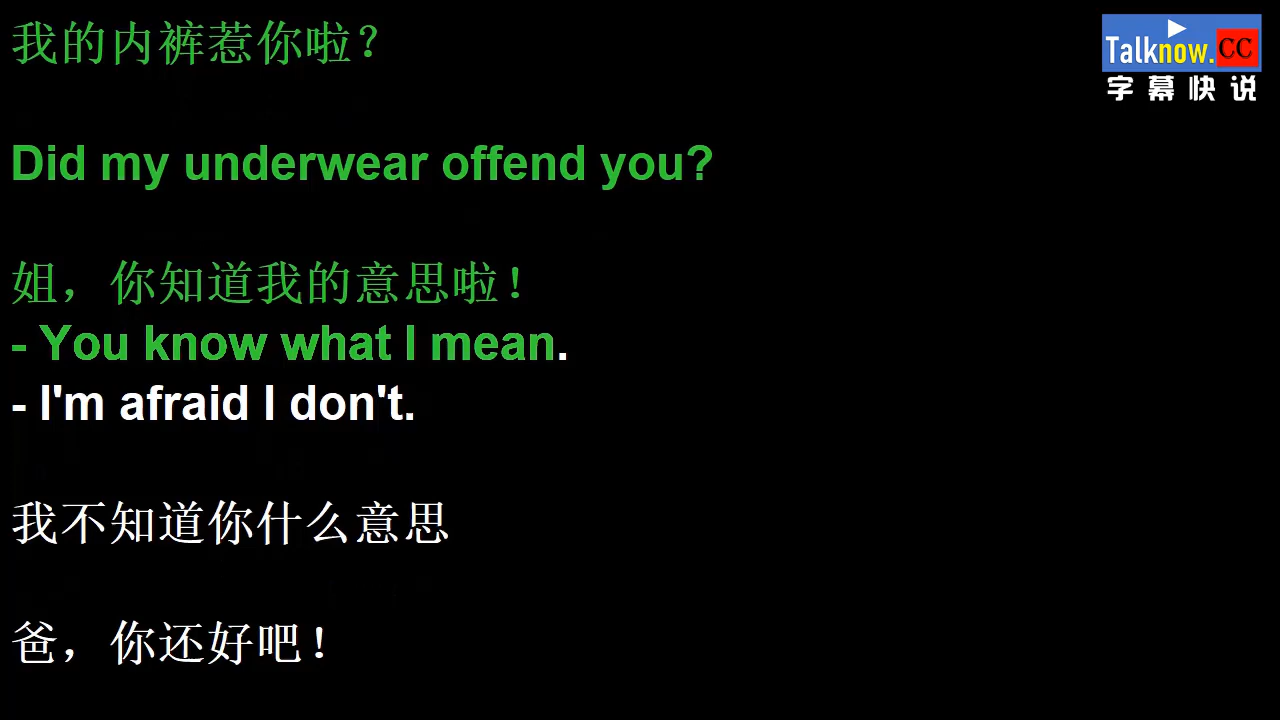 我的内裤惹你啦？
Talknow.CC
字幕快说
Did my underwear offend you?
姐，你知道我的意思啦！
- You know what I mean.
- I'm afraid I don't.
我不知道你什么意思
爸，你还好吧！